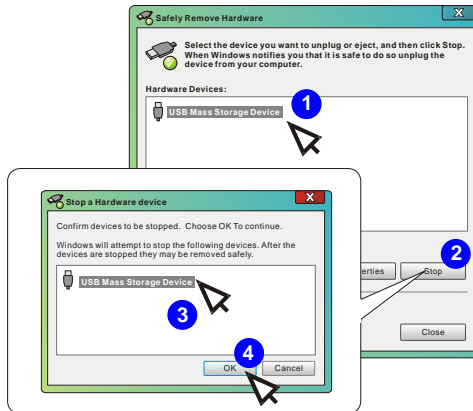 Safely Remove Hardware
X
Select the device you want to unplug or eject, and then click Stop.
When Windows notifies you that it is safe to do so unplug the
device from your computer.
Hardware Devices:
USB Mass Storage Device
1
2
erties
Stop
Close
Stop a Hardware device
X
Confirm devices to be stopped. Choose OK To continue.
Windows will attempt to stop the following devices. After the
devices are stopped they may be removed safely.
USB Mass Storage Device
3
4
OK
Cancel